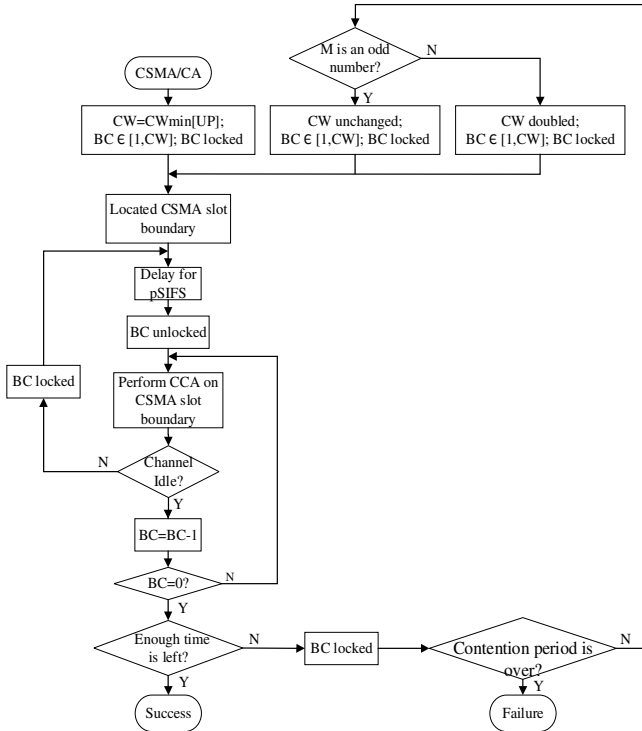 M is an odd
number?
N
Y
CSMA/CA
CW=CWmin[UP];
BC ∈ [1,CW]; BC locked
CW unchanged;
BC ∈ [1,CW]; BC locked
CW doubled;
BC ∈ [1,CW]; BC locked
Located CSMA slot
boundary
Delay for
pSIFS
BC unlocked
BC locked
Perform CCA on
CSMA slot
boundary
Channel
Idle?
N
Y
BC=BC-1
BC=0?
N
Y
Enough time
is left?
N
Y
BC locked
Contention period is
over?
N
Y
Success
Failure